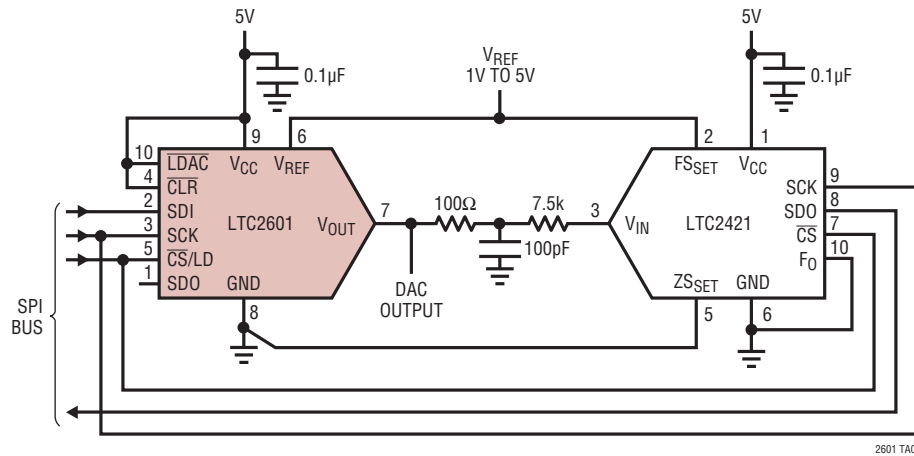 5V
0.1µF
VREF
1V TO 5V
5V
0.1µF
10
4
2
3
5
1
9
6
LDAC
CLR
SDI
SCK
CS/LD
SDO
VCC
VREF
LTC2601
VOUT
GND
8
7
DAC
OUTPUT
100Ω
100pF
7.5k
3
2
1
FSSET
VCC
VIN
LTC2421
ZSSET
GND
5
6
SCK
SDO
CS
FO
9
8
7
10
SPI
BUS